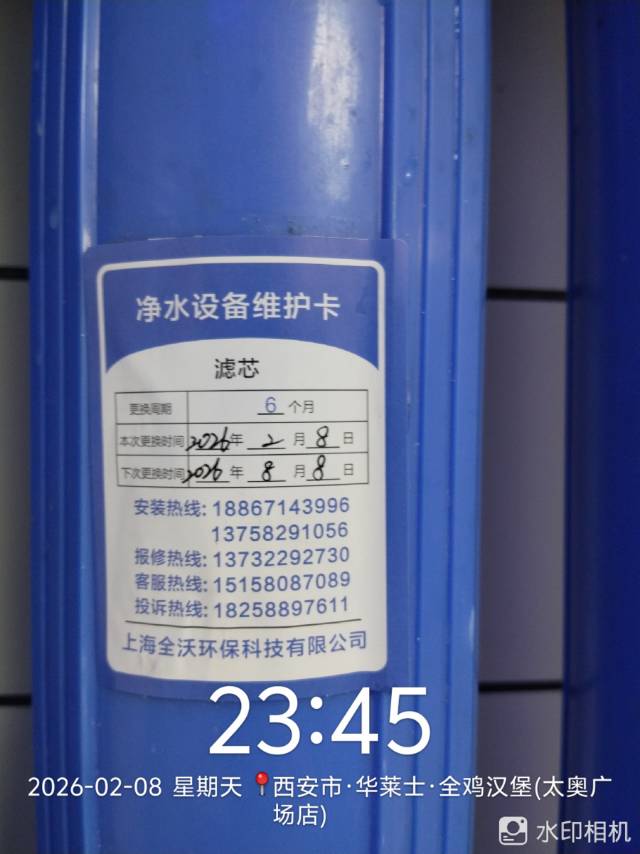 净水设备维护卡
滤芯
更换周期 6 个月
本次更换时间 2026年 2 月 8 日
下次更换时间 2026 年 8 月 8 日
安装热线: 18867143996
13758291056
报修热线: 13732292730
客服热线: 15158087089
投诉热线: 18258897611
上海全沃环保科技有限公司
23:45
2026-02-08 星期天 📍西安市·华莱士·全鸡汉堡(太奥广
场店)
水印相机